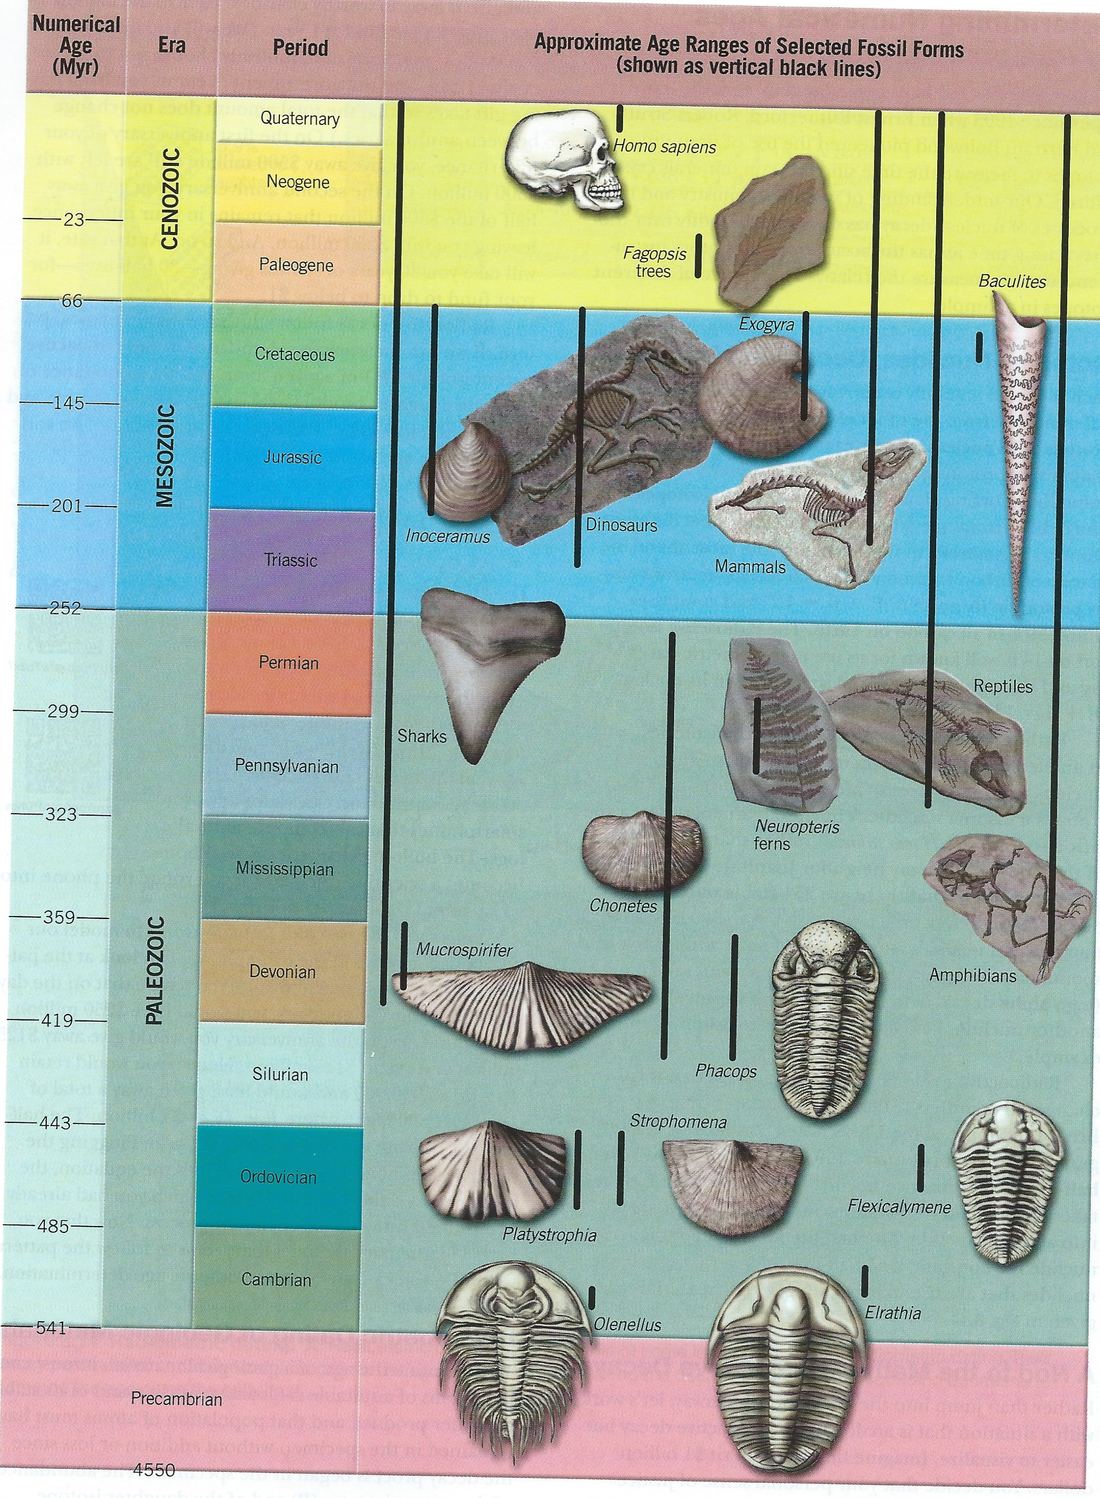 Numerical
Age
(Myr)
Era
Period
Approximate Age Ranges of Selected Fossil Forms
(shown as vertical black lines)
CENOZOIC
Quaternary
Neogene
23
Paleogene
66
Homo sapiens
Fagopsis
trees
Baculites
MESOZOIC
Cretaceous
145
Jurassic
201
Triassic
252
Exogyra
Inoceramus
Dinosaurs
Mammals
PALEOZOIC
Permian
299
Pennsylvanian
323
Mississippian
359
Devonian
419
Silurian
443
Ordovician
485
Cambrian
541
Sharks
Reptiles
Neuropteris
ferns
Chonetes
Mucrospirifer
Amphibians
Phacops
Strophomena
Platystrophia
Flexicalymene
Olenellus
Elrathia
Precambrian
4550